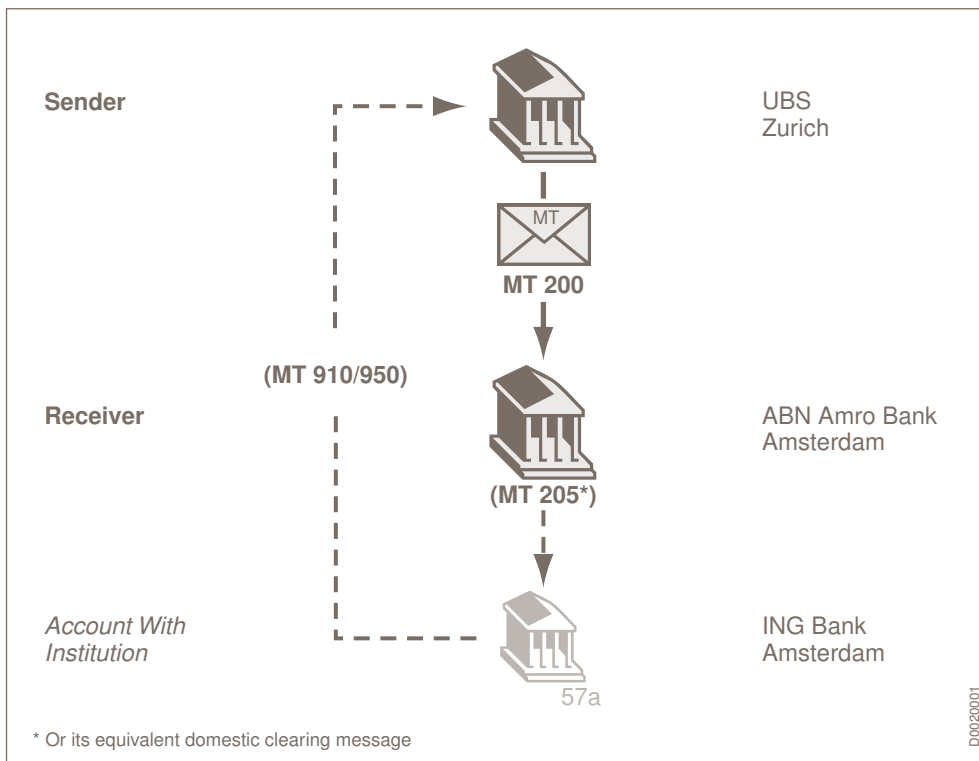 Sender
UBS
Zurich
MT
MT 200
(MT 910/950)
Receiver
ABN Amro Bank
Amsterdam
(MT 205*)
Account With
Institution
ING Bank
Amsterdam
57a
* Or its equivalent domestic clearing message
D0020001